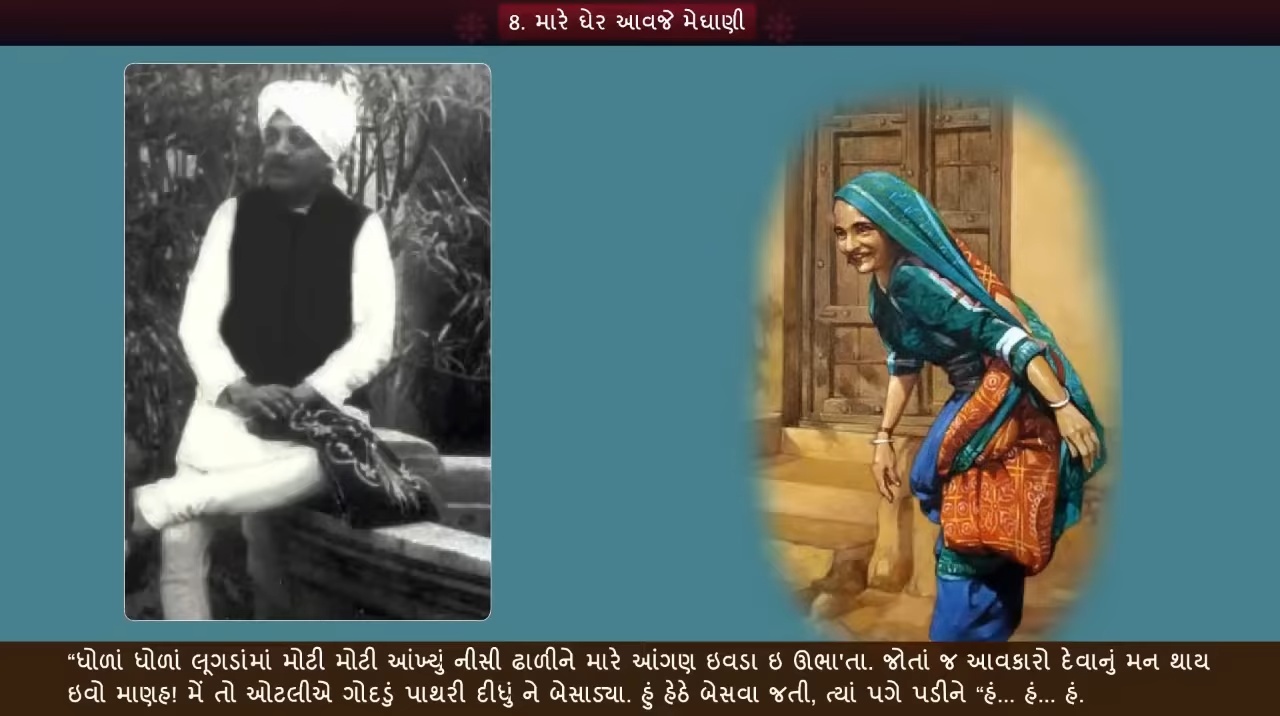 8. મારે ઘેર આવજે મેઘાણી
“ધોળાં ધોળાં લૂગડાંમાં મોટી મોટી આંખ્યું નીસી ઢાળીને મારે આંગણ ઇવડા ઇ ઊભા'તા. જોતાં જ આવકારો દેવાનું મન થાય
ઇવો માણહ! મેં તો ઓટલીએ ગોદડું પાથરી દીધું ને બેસાડ્યા. હું હેઠે બેસવા જતી, ત્યાં પગે પડીને “હં... હં... હં.